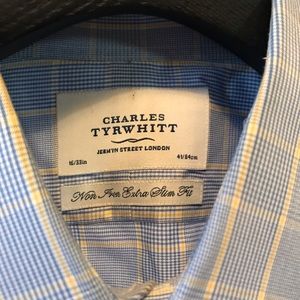 CHARLES
TYRWHITT
JERMYN STREET LONDON
16/33in 41/84cm
Non Iron Extra Slim Fit